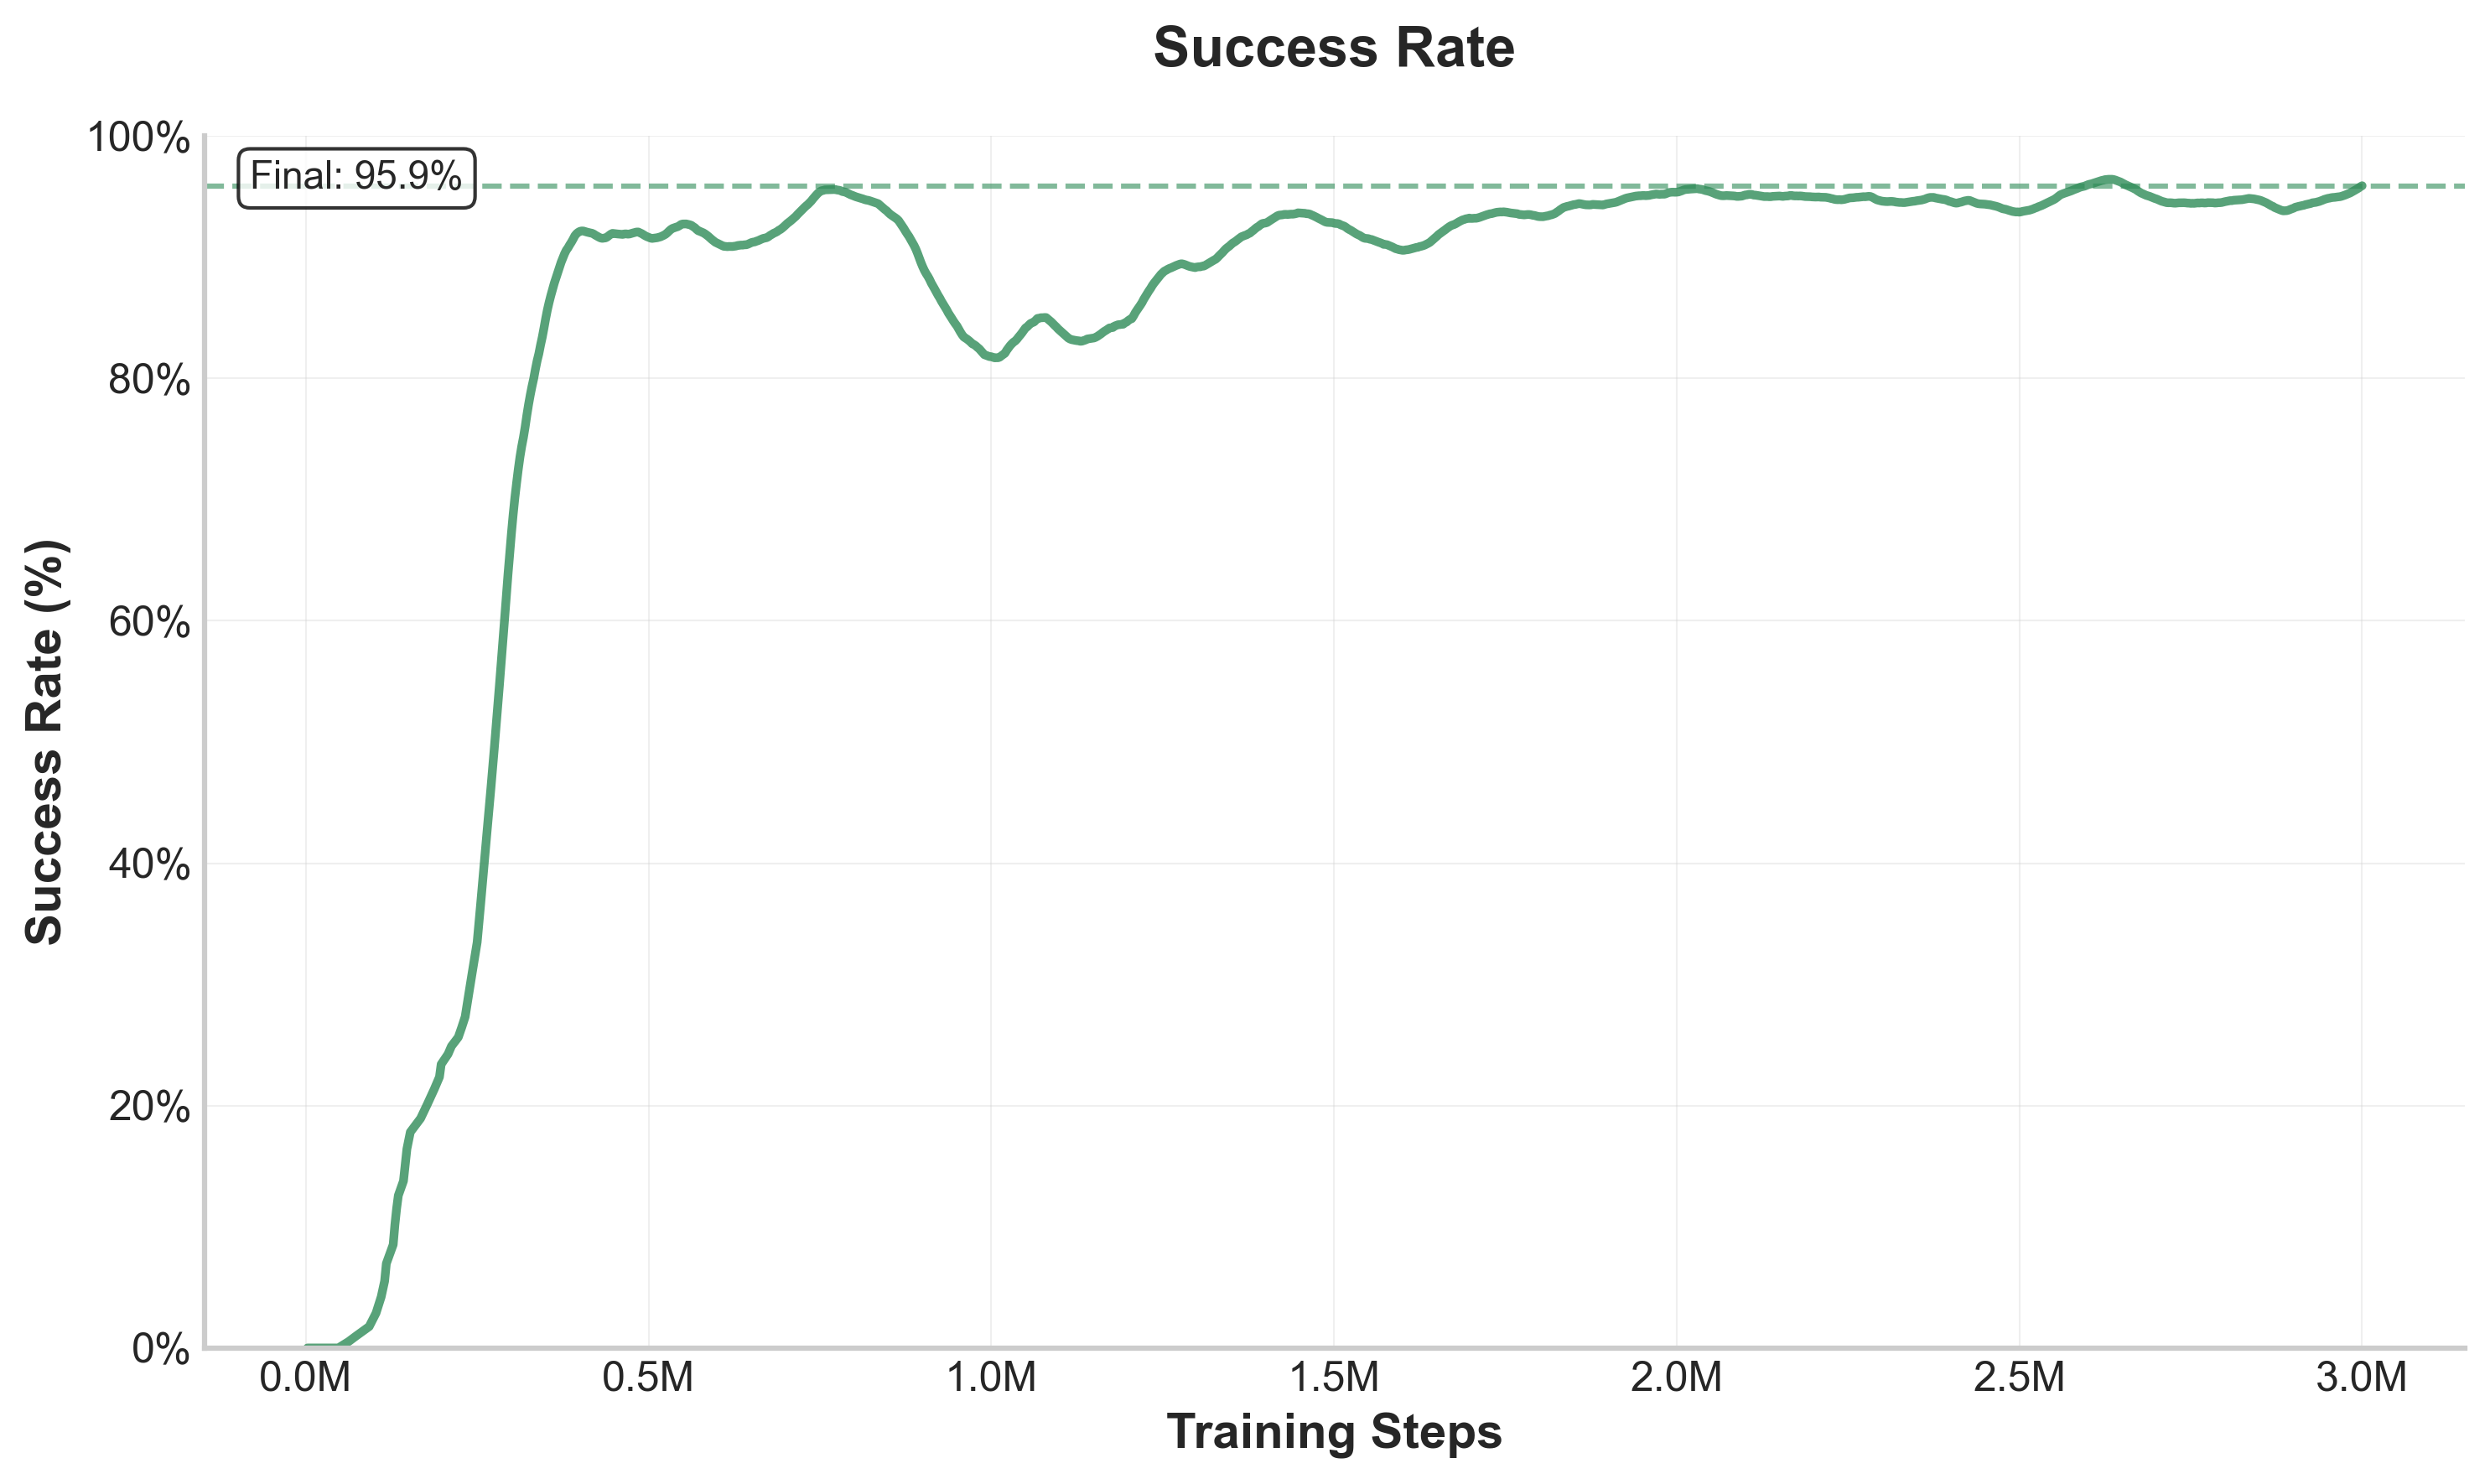 Success Rate
100%
Final: 95.9%
80%
60%
40%
20%
0%
Success Rate (%)
0.0M 0.5M 1.0M 1.5M 2.0M 2.5M 3.0M
Training Steps